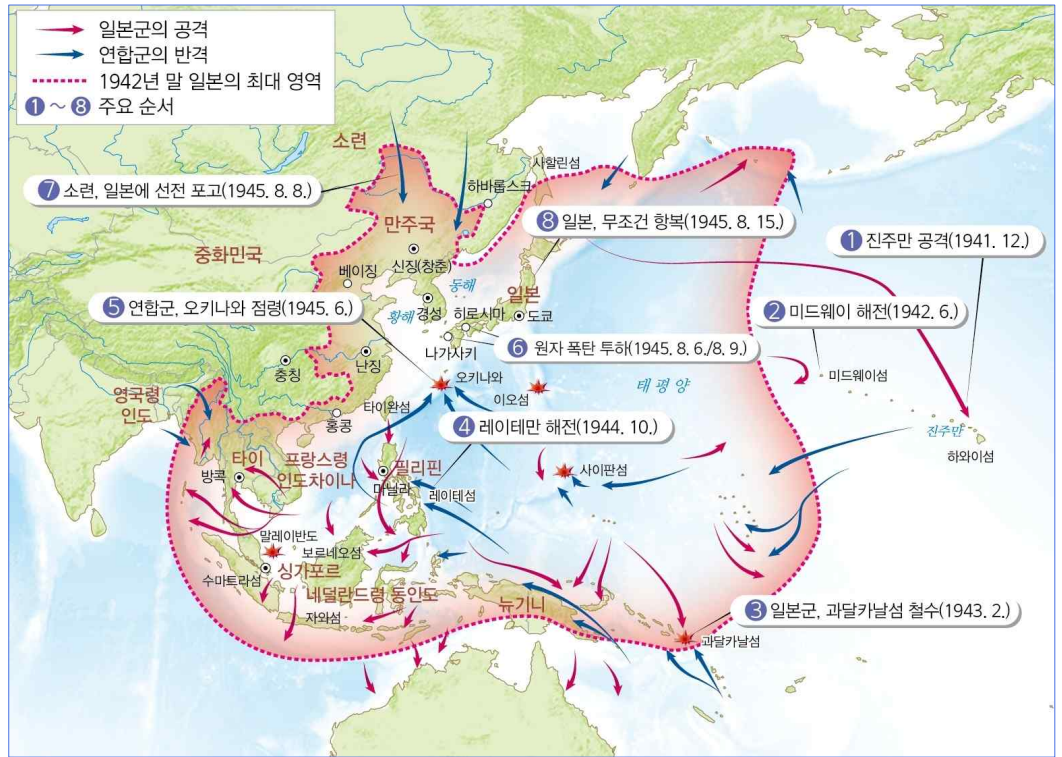 일본군의 공격
연합군의 반격
1942년 말 일본의 최대 영역
1 ~ 8 주요 순서
소련
사할린섬
7 소련, 일본에 선전 포고(1945. 8. 8.)
하바롭스크
만주국
8 일본, 무조건 항복(1945. 8. 15.)
1 진주만 공격(1941. 12.)
중화민국
신징(창춘)
베이징
동해
일본
2 미드웨이 해전(1942. 6.)
5 연합군, 오키나와 점령(1945. 6.)
황해
경성
히로시마
도쿄
나가사키
6 원자 폭탄 투하(1945. 8. 6./8. 9.)
충칭
난징
오키나와
이오섬
태평양
미드웨이섬
영국령
인도
타이완섬
홍콩
4 레이테만 해전(1944. 10.)
진주만
하와이섬
타이
프랑스령
인도차이나
필리핀
사이판섬
방콕
마닐라
레이테섬
말레이반도
보르네오섬
싱가포르
수마트라섬
네덜란드령 동인도
뉴기니
자와섬
3 일본군, 과달카날섬 철수(1943. 2.)
과달카날섬